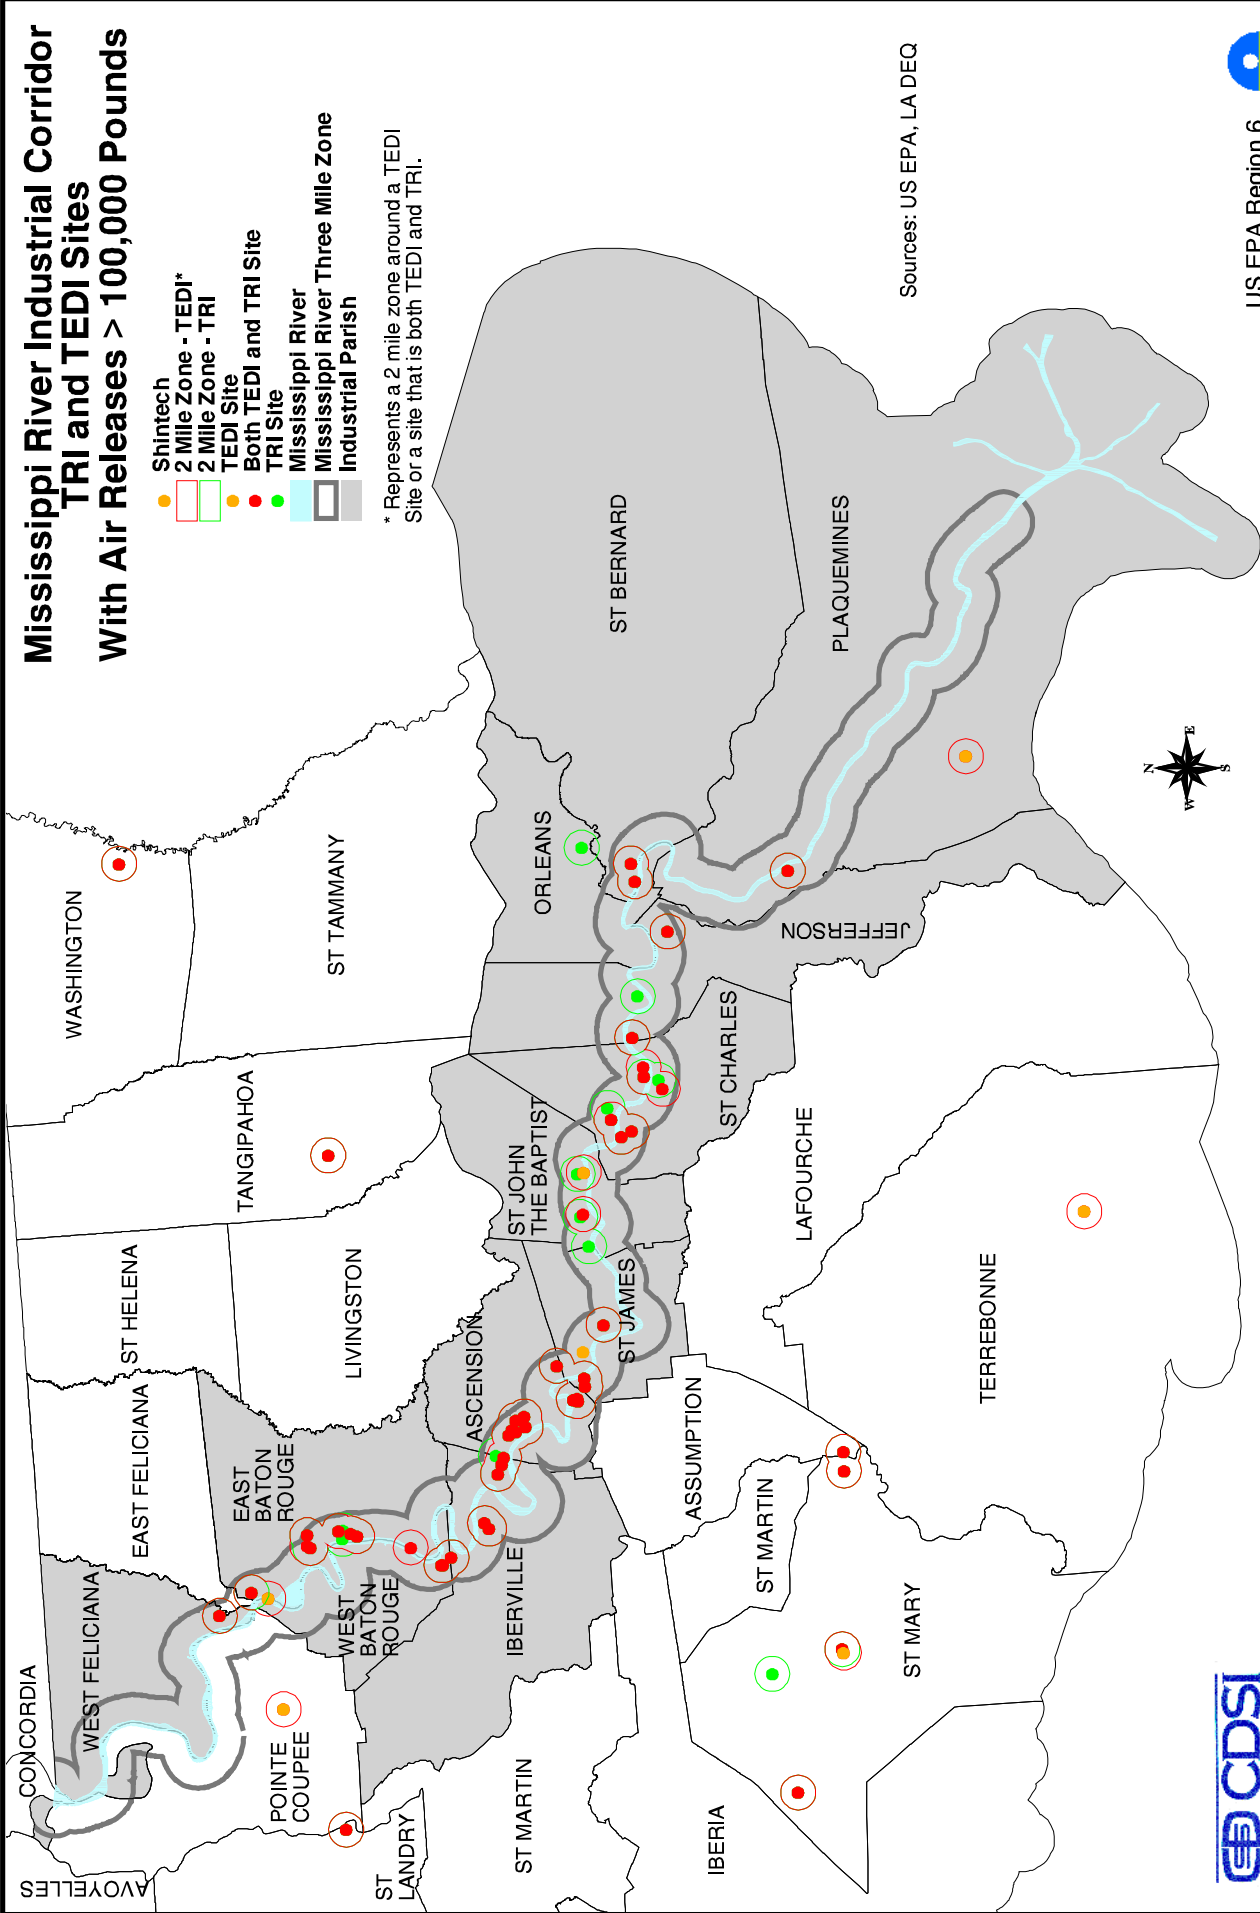 Mississippi River Industrial Corridor
TRI and TEDI Sites
With Air Releases > 100,000 Pounds
Shintech
2 Mile Zone - TEDI*
2 Mile Zone - TRI
TEDI Site
Both TEDI and TRI Site
TRI Site
Mississippi River
Mississippi River Three Mile Zone
Industrial Parish
* Represents a 2 mile zone around a TEDI
Site or a site that is both TEDI and TRI.
CONCORDIA
AVOYELLES
WEST FELICIANA
EAST FELICIANA
ST HELENA
TANGIPAHOA
WASHINGTON
ST TAMMANY
POINTE
COUPEE
ST
LANDRY
EAST
BATON
ROUGE
WEST
BATON
ROUGE
LIVINGSTON
ASCENSION
ST JOHN
THE BAPTIST
ORLEANS
ST BERNARD
IBERVILLE
ST MARTIN
ST JAMES
ST CHARLES
JEFFERSON
PLAQUEMINES
IBERIA
ST MARTIN
ASSUMPTION
LAFOURCHE
ST MARY
TERREBONNE
N
W
E
S
Sources: US EPA, LA DEQ
CDSI
US EPA Region 6